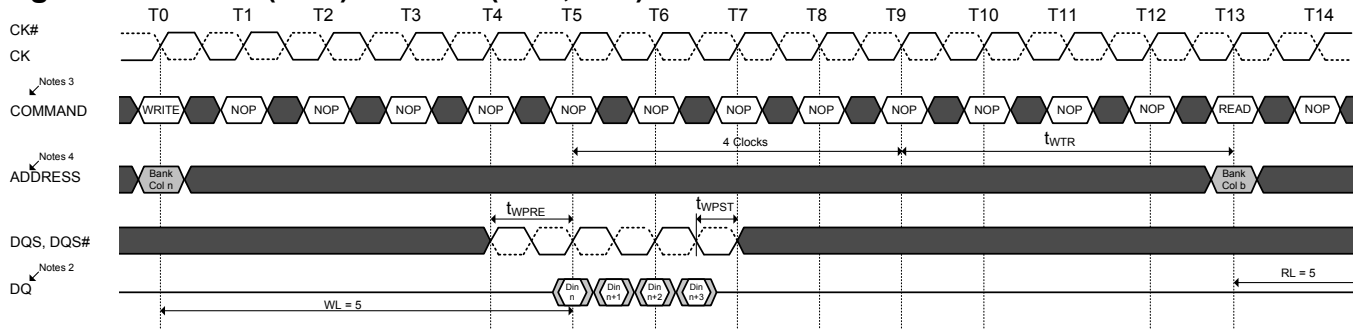 T0 T1 T2 T3 T4 T5 T6 T7 T8 T9 T10 T11 T12 T13 T14
CK#
CK
Notes 3
COMMAND WRITE NOP NOP NOP NOP NOP NOP NOP NOP NOP NOP NOP NOP READ NOP
4 Clocks tWTR
Notes 4
ADDRESS
Bank
Col n
Bank
Col b
tWPRE tWPST
DQS, DQS#
Notes 2
DQ
Din
n
Din
n+1
Din
n+2
Din
n+3
RL = 5
WL = 5